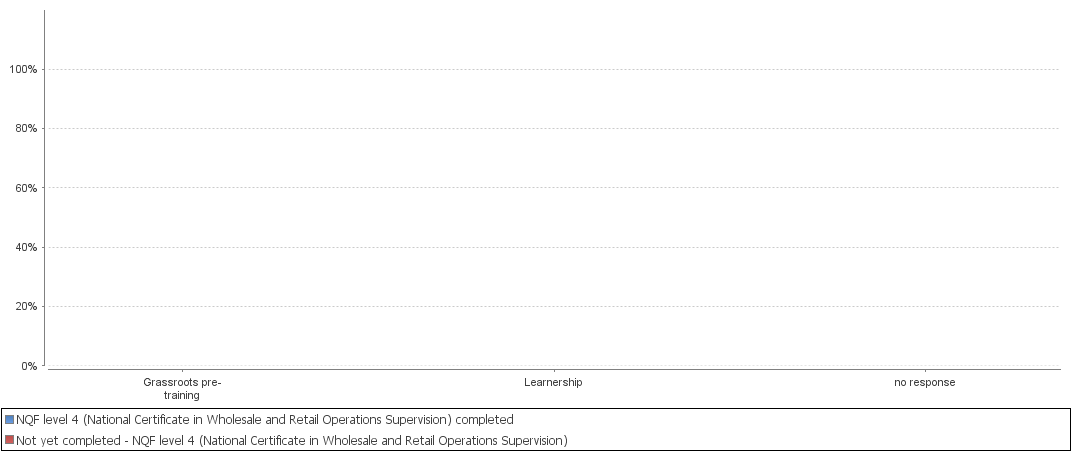 100%
80%
60%
40%
20%
0%
Grassroots pre-
training
Learnership
no response
NQF level 4 (National Certificate in Wholesale and Retail Operations Supervision) completed
Not yet completed - NQF level 4 (National Certificate in Wholesale and Retail Operations Supervision)